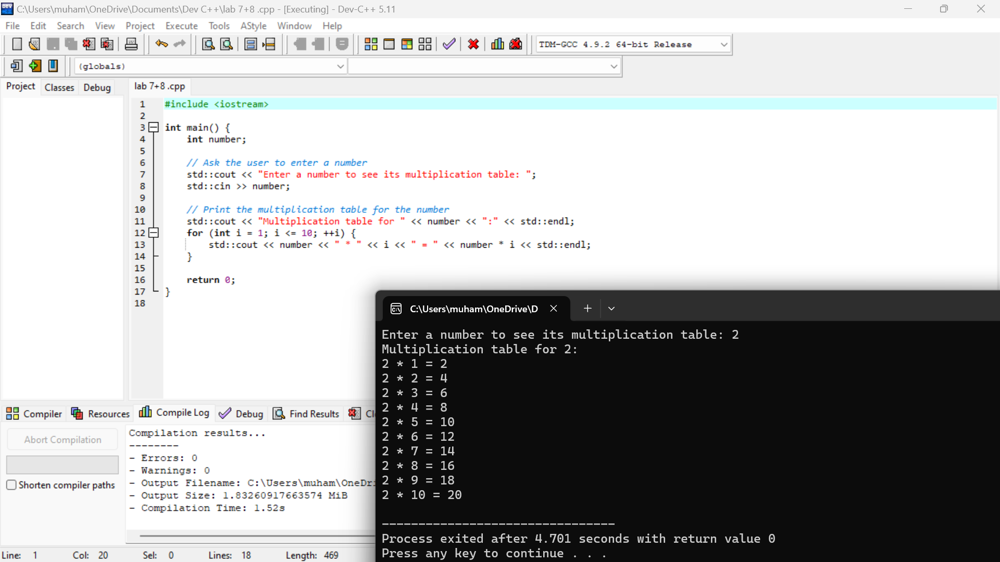 C:\Users\muham\OneDrive\Documents\Dev C++\lab 7+8 .cpp - [Executing] - Dev-C++ 5.11
File Edit Search View Project Execute Tools AStyle Window Help
TDM-GCC 4.9.2 64-bit Release
(globals)
Project Classes Debug lab 7+8 .cpp
1 #include <iostream>
2
3 int main() {
4     int number;
5
6     // Ask the user to enter a number
7     std::cout << "Enter a number to see its multiplication table: ";
8     std::cin >> number;
9
10     // Print the multiplication table for the number
11     std::cout << "Multiplication table for " << number << ":" << std::endl;
12     for (int i = 1; i <= 10; ++i) {
13         std::cout << number << " * " << i << " = " << number * i << std::endl;
14     }
15
16     return 0;
17 }
18
C:\Users\muham\OneDrive\D
Enter a number to see its multiplication table: 2
Multiplication table for 2:
2 * 1 = 2
2 * 2 = 4
2 * 3 = 6
2 * 4 = 8
2 * 5 = 10
2 * 6 = 12
2 * 7 = 14
2 * 8 = 16
2 * 9 = 18
2 * 10 = 20
--------------------------------
Process exited after 4.701 seconds with return value 0
Press any key to continue . . .
Compiler Resources Compile Log Debug Find Results
Abort Compilation
Shorten compiler paths
Compilation results...
--------
- Errors: 0
- Warnings: 0
- Output Filename: C:\Users\muham\OneDri
- Output Size: 1.83260917663574 MiB
- Compilation Time: 1.52s
Line: 1 Col: 20 Sel: 0 Lines: 18 Length: 469